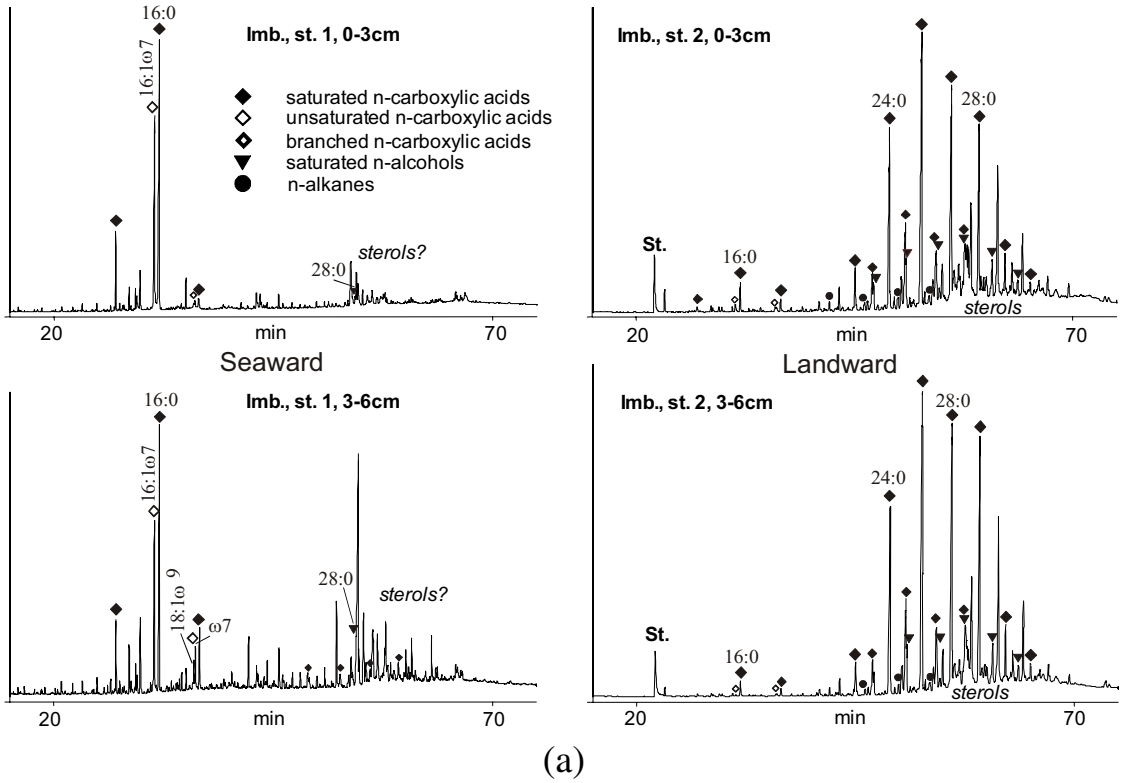 16:0
16:1ω7
Imb., st. 1, 0-3cm
saturated n-carboxylic acids
unsaturated n-carboxylic acids
branched n-carboxylic acids
saturated n-alcohols
n-alkanes
sterols?
28:0
20
min
70
Seaward
Imb., st. 2, 0-3cm
24:0
28:0
St.
16:0
sterols
20
min
70
Landward
16:0
16:1ω7
Imb., st. 1, 3-6cm
18:1ω9
ω7
28:0
sterols?
20
min
70
Imb., st. 2, 3-6cm
28:0
24:0
St.
16:0
sterols
20
min
70
(a)